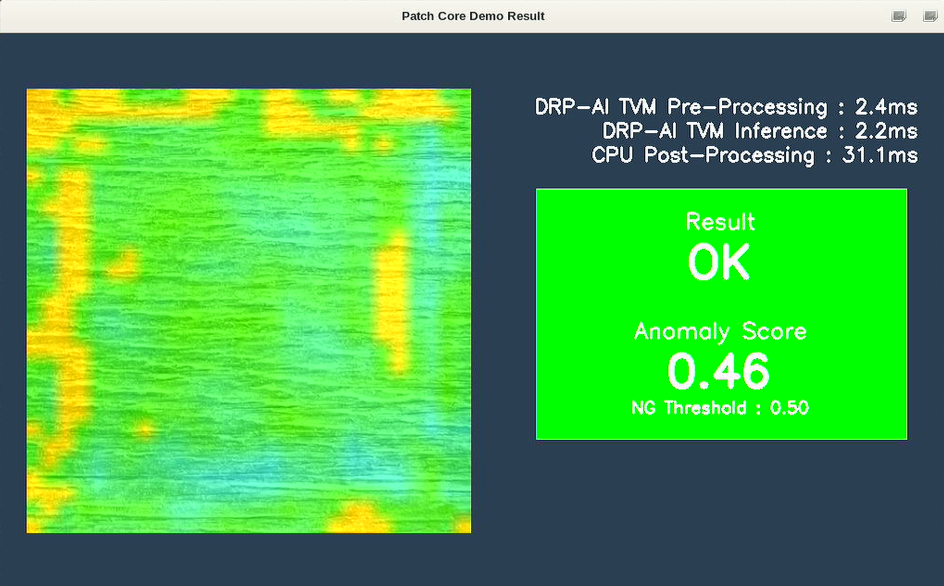 Patch Core Demo Result
DRP-AI TVM Pre-Processing : 2.4ms
DRP-AI TVM Inference : 2.2ms
CPU Post-Processing : 31.1ms
Result
OK
Anomaly Score
0.46
NG Threshold : 0.50